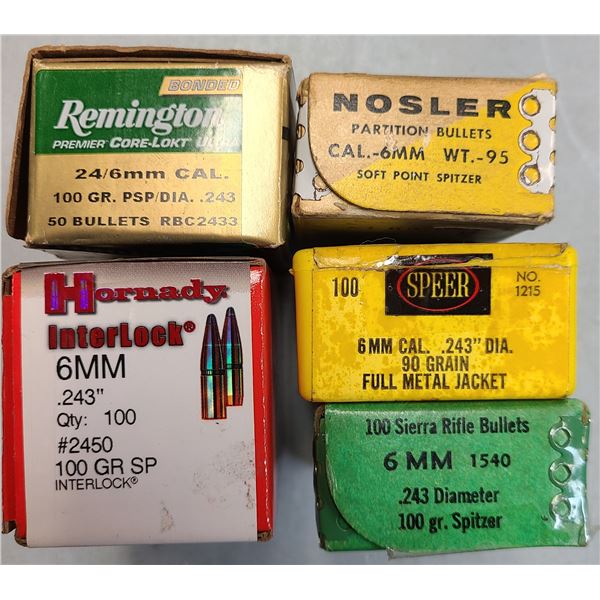 BONDED
Remington
PREMIER CORE-LOKT ULTRA
24/6mm CAL.
100 GR. PSP/DIA. .243
50 BULLETS RBC2433
NOSLER
PARTITION BULLETS
CAL.-6MM WT.-95
SOFT POINT SPITZER
Hornady
InterLock®
6MM
.243"
Qty: 100
#2450
100 GR SP
INTERLOCK®
100 SPEER NO. 1215
6MM CAL. .243" DIA.
90 GRAIN
FULL METAL JACKET
100 Sierra Rifle Bullets
6 MM 1540
.243 Diameter
100 gr. Spitzer